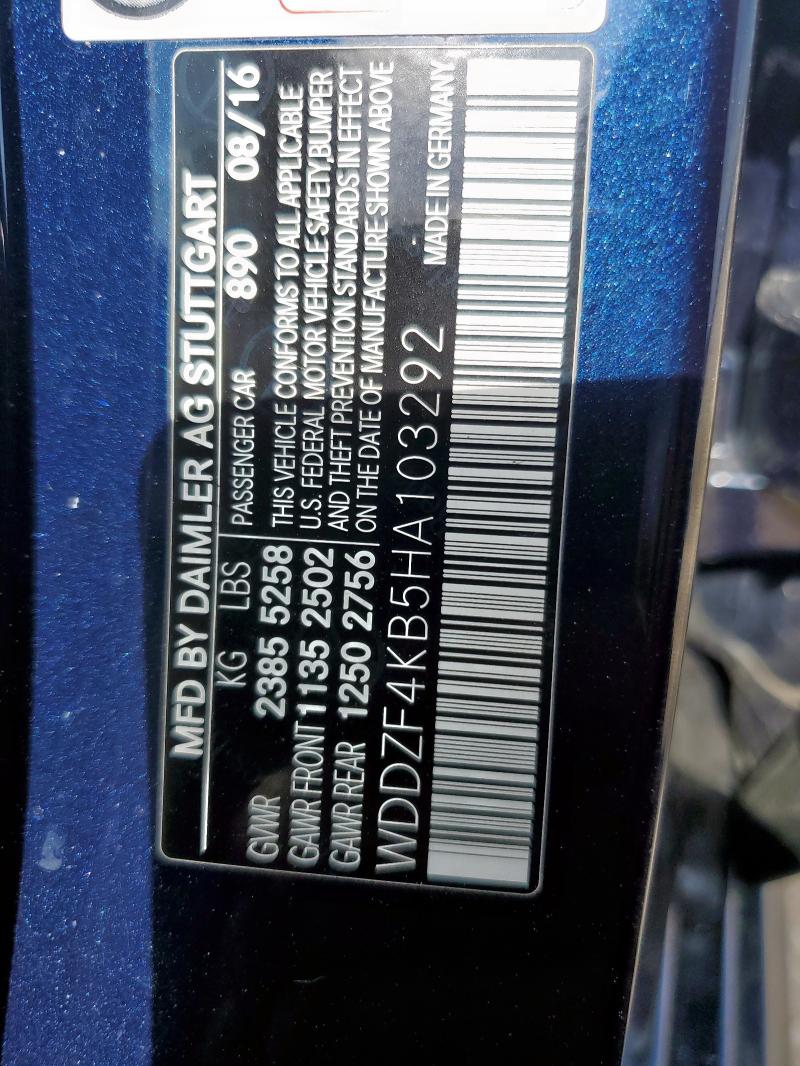 MFD BY DAIMLER AG STUTTGART
KG LBS PASSENGER CAR 890 08/16
GVWR 2385 5258 THIS VEHICLE CONFORMS TO ALL APPLICABLE
GAWR FRONT 1135 2502 U.S. FEDERAL MOTOR VEHICLE SAFETY,BUMPER
GAWR REAR 1250 2756 AND THEFT PREVENTION STANDARDS IN EFFECT
ON THE DATE OF MANUFACTURE SHOWN ABOVE
WDDZF4KB5HA103292 MADE IN GERMANY